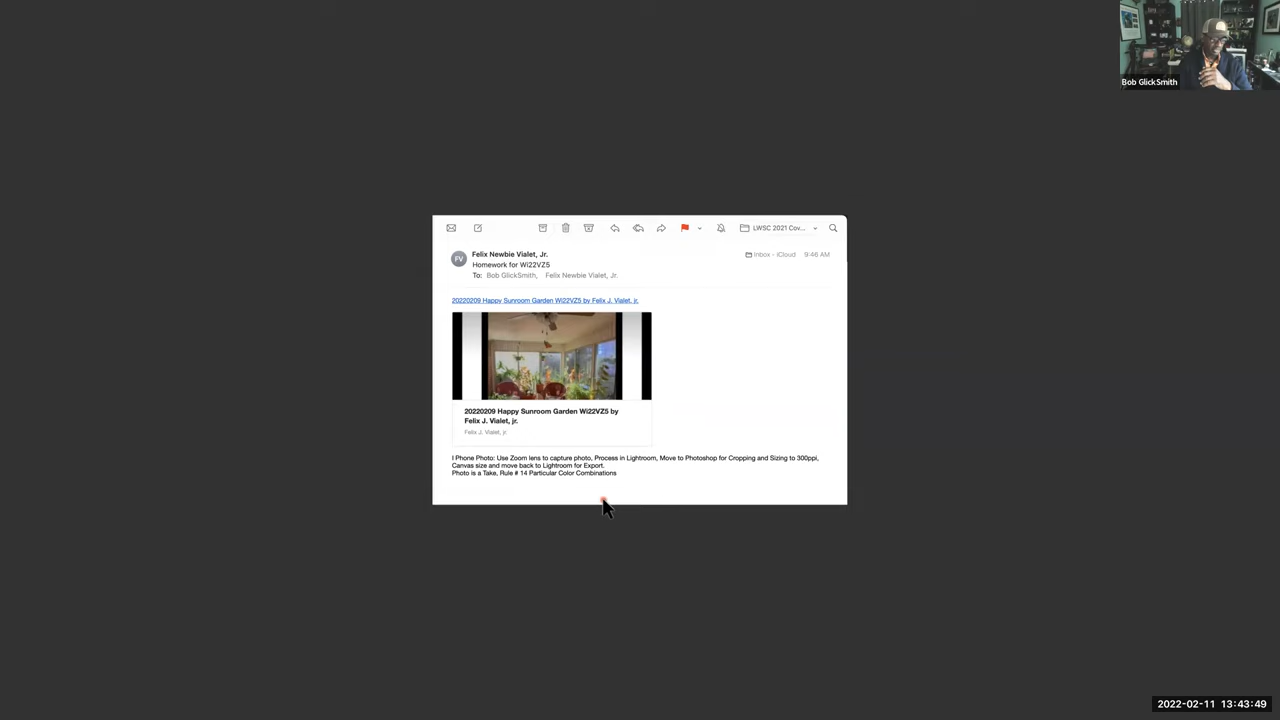 Bob GlickSmith
LWSC 2021 Cov...
FV
Felix Newbie Vialet, Jr.
Inbox - iCloud 9:46 AM
Homework for Wi22VZ5
To: Bob GlickSmith, Felix Newbie Vialet, Jr.
20220209 Happy Sunroom Garden Wi22VZ5 by Felix J. Vialet, jr.
20220209 Happy Sunroom Garden Wi22VZ5 by
Felix J. Vialet, jr.
Felix J. Vialet, jr.
I Phone Photo: Use Zoom lens to capture photo, Process in Lightroom, Move to Photoshop for Cropping and Sizing to 300ppi,
Canvas size and move back to Lightroom for Export.
Photo is a Take, Rule # 14 Particular Color Combinations
2022-02-11 13:43:49